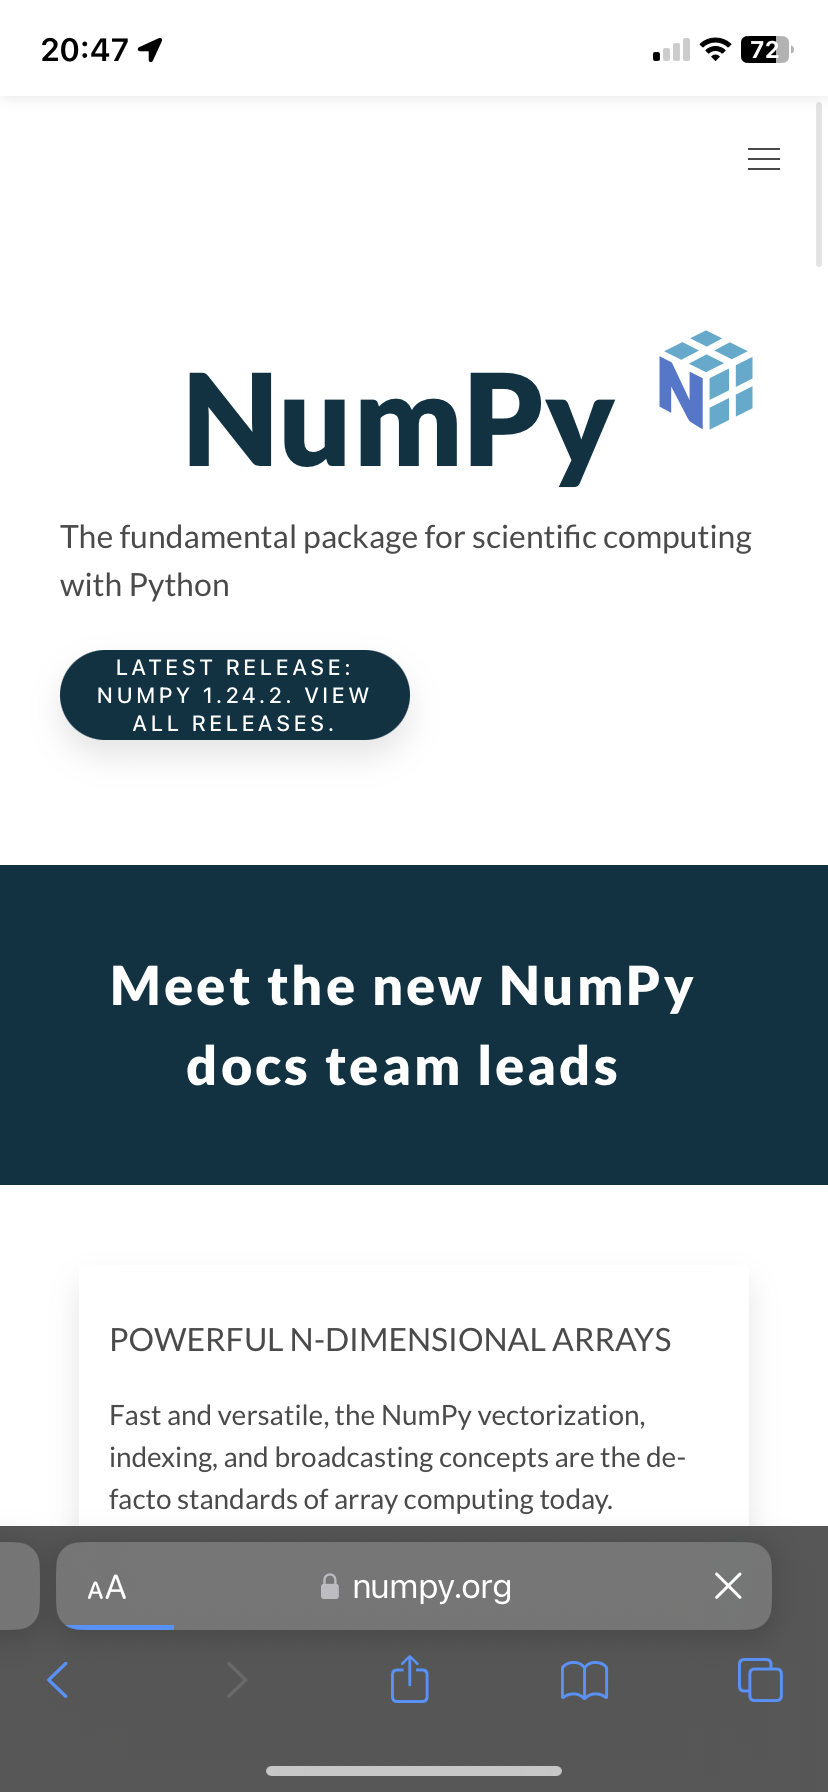 20:47
72
NumPy
The fundamental package for scientific computing
with Python
LATEST RELEASE:
NUMPY 1.24.2. VIEW
ALL RELEASES.
Meet the new NumPy
docs team leads
POWERFUL N-DIMENSIONAL ARRAYS
Fast and versatile, the NumPy vectorization,
indexing, and broadcasting concepts are the de-
facto standards of array computing today.
AA numpy.org